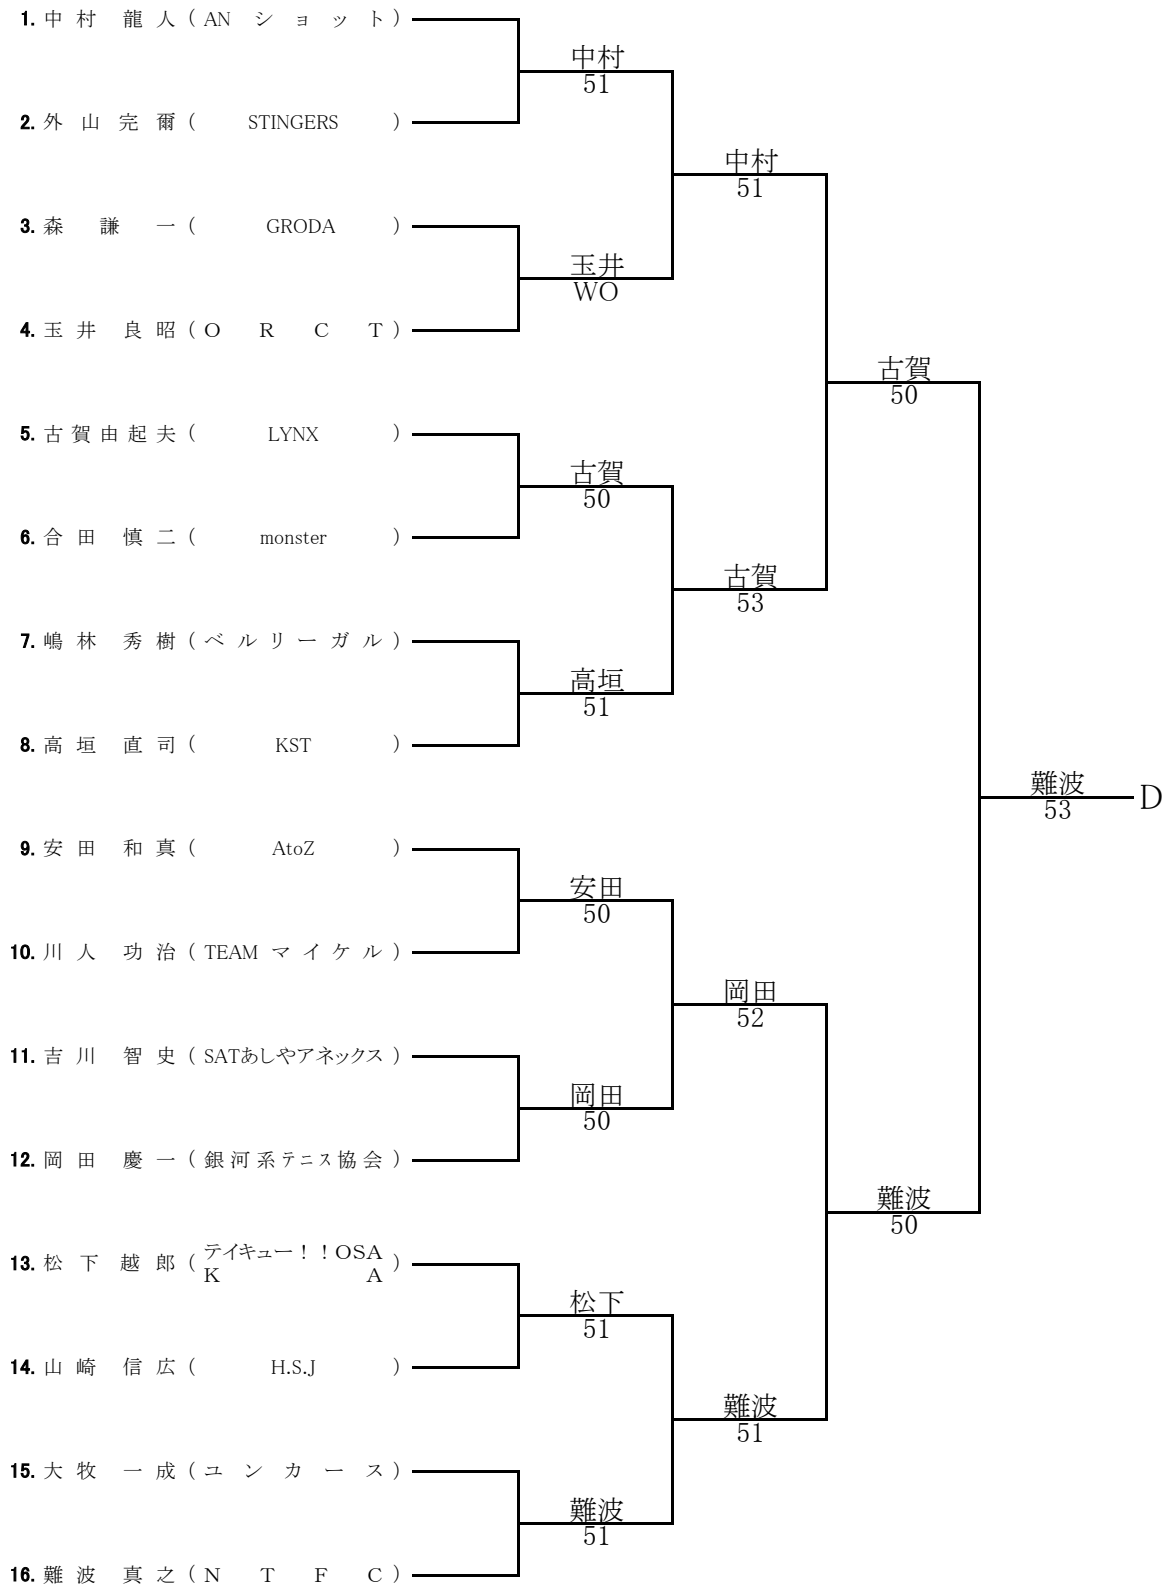 1. 中村 龍人 ( AN ショット )
中村
51
2. 外山完爾 ( STINGERS )
中村
51
3. 森 謙一 ( GRODA )
玉井
WO
4. 玉井 良昭 ( ORCT )
古賀
50
5. 古賀由起夫 ( LYNX )
古賀
50
6. 合田 慎二 ( monster )
古賀
53
7. 嶋林 秀樹 ( ベルリーガル )
高垣
51
8. 高垣 直司 ( KST )
難波
53
D
9. 安田 和真 ( AtoZ )
安田
50
10. 川人 功治 ( TEAM マイケル )
岡田
52
11. 吉川 智史 ( SATあしやアネックス )
岡田
50
12. 岡田 慶一 ( 銀河系テニス協会 )
難波
50
13. 松下越郎 ( テイキュー!!OSA
KA )
松下
51
14. 山崎 信広 ( H.S.J )
難波
51
15. 大牧 一成 ( ユンカース )
難波
51
16. 難波 真之 ( NTFC )